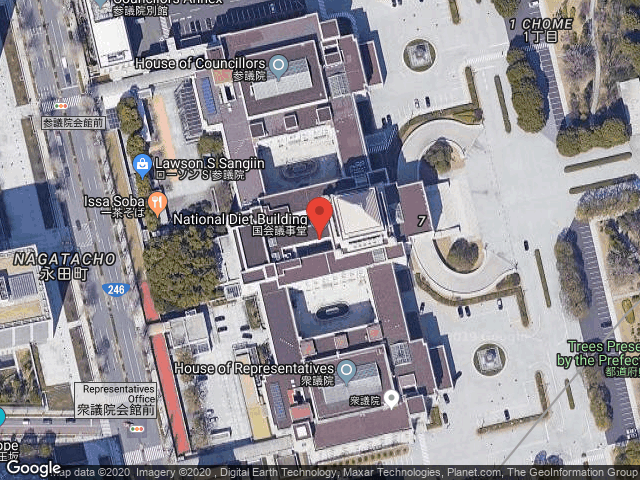 Councillors Annex
参議院別館
1 CHOME
1丁目
House of Councillors
参議院
参議院会館前
Lawson S Sangiin
ローソンS 参議院
Issa Soba
一茶そば
National Diet Building
国会議事堂
7
NAGATACHO
永田町
246
Trees Prese
by the Prefec
都道府
House of Representatives
衆議院
衆議院
Representatives
Office
衆議院会館前
ppe
Google
Map data ©2020 Imagery ©2020 , Digital Earth Technology, Maxar Technologies, Planet.com, The GeoInformation Group